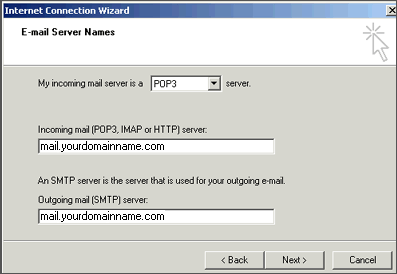 Internet Connection Wizard
E-mail Server Names
My incoming mail server is a POP3 server.
Incoming mail (POP3, IMAP or HTTP) server:
mail.yourdomainname.com
An SMTP server is the server that is used for your outgoing e-mail.
Outgoing mail (SMTP) server:
mail.yourdomainname.com
< Back Next > Cancel